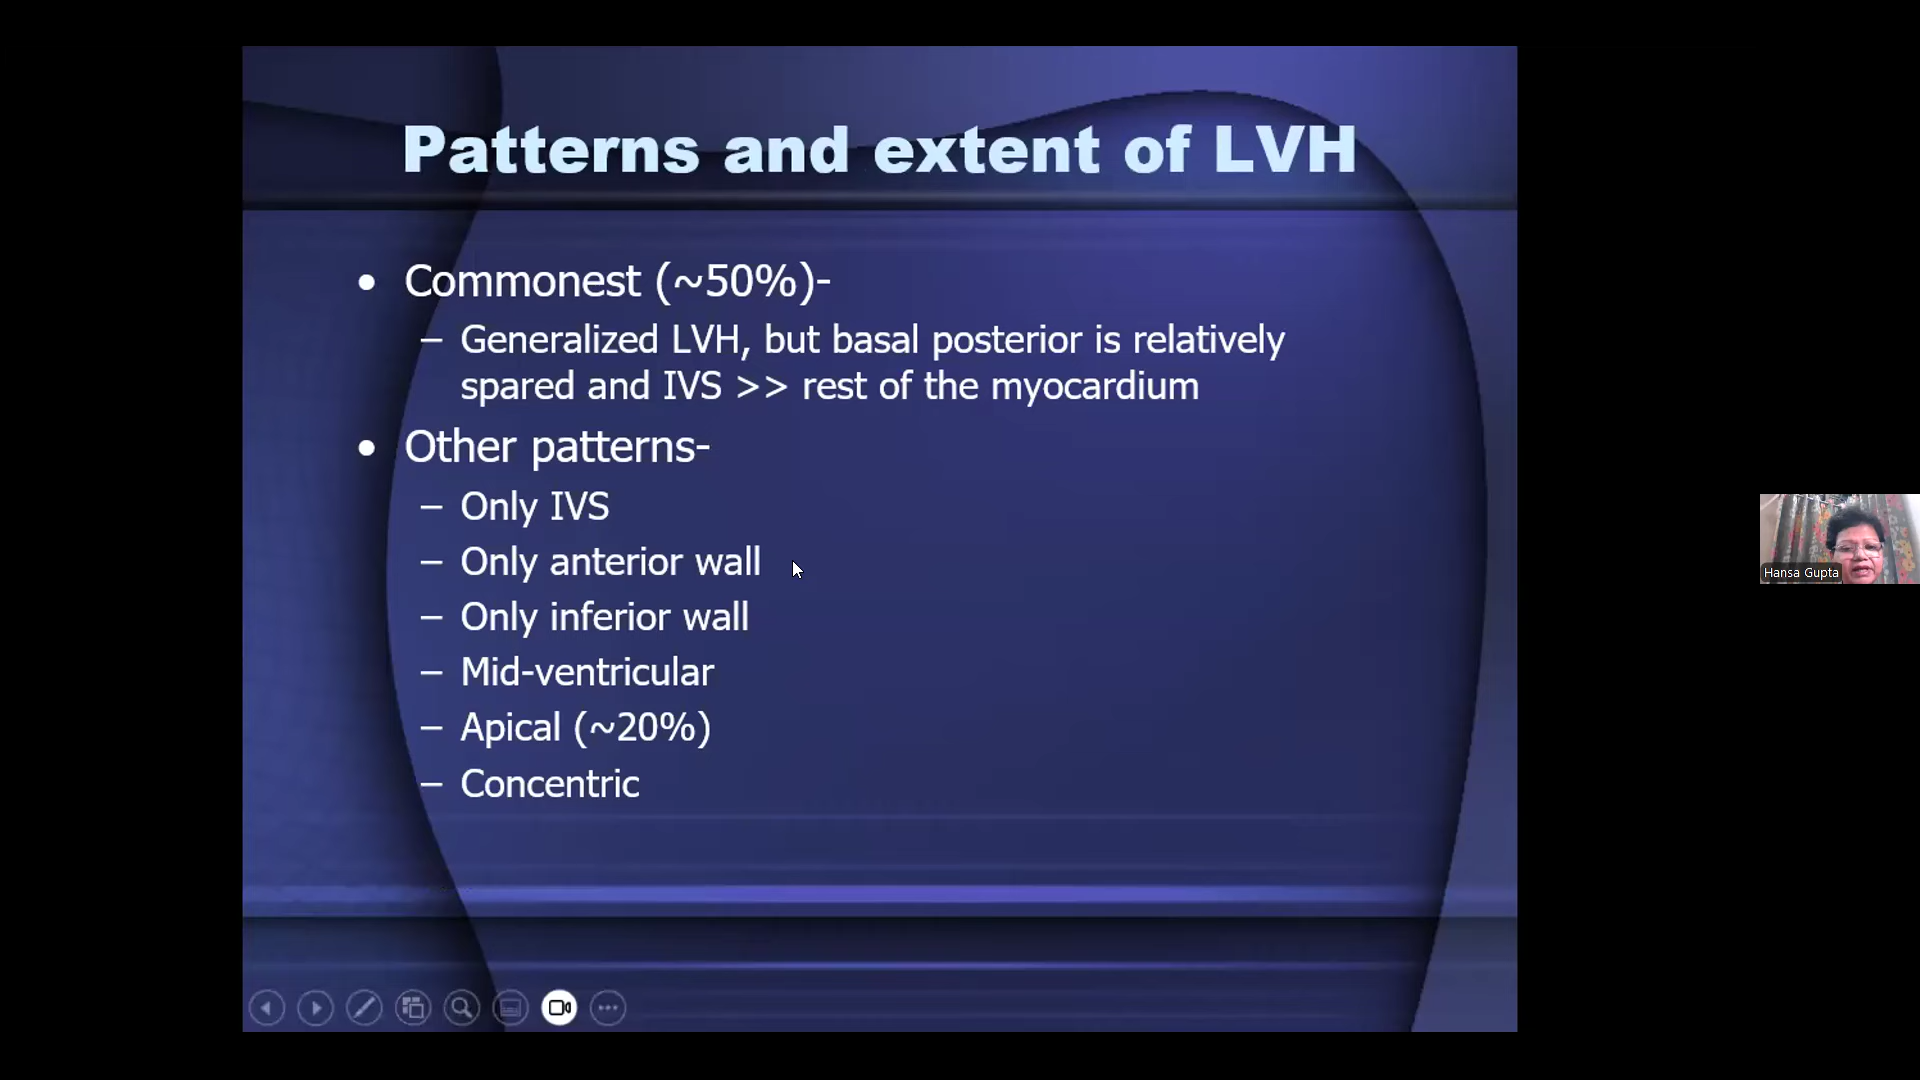 Patterns and extent of LVH
• Commonest (~50%)-
– Generalized LVH, but basal posterior is relatively
spared and IVS >> rest of the myocardium
• Other patterns-
– Only IVS
– Only anterior wall
– Only inferior wall
– Mid-ventricular
– Apical (~20%)
– Concentric
Hansa Gupta